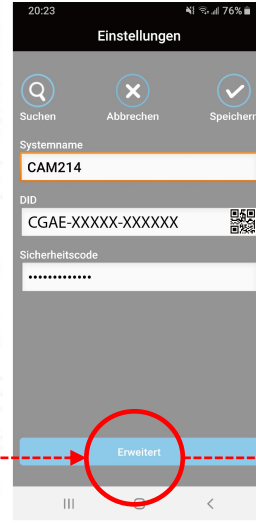 20:23 76%
Einstellungen
Suchen Abbrechen Speichern
Systemname
CAM214
DID
CGAE-XXXXX-XXXXXX
Sicherheitscode
•••••••••••••
Erweitert